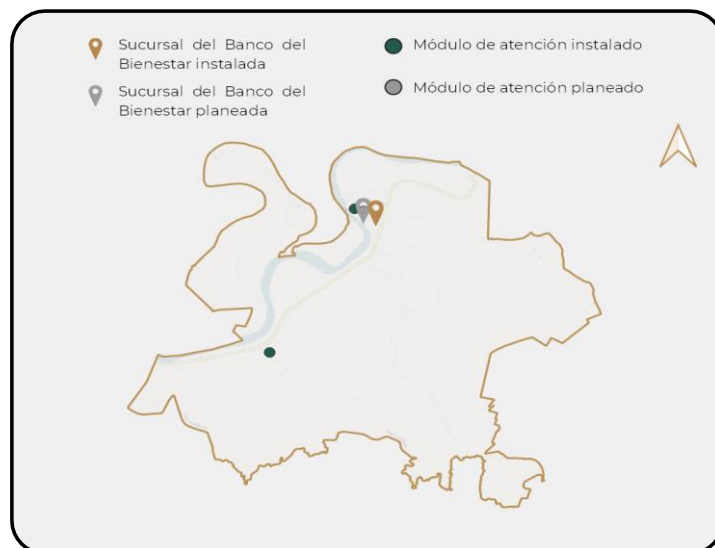 Sucursal del Banco del
Bienestar instalada
Sucursal del Banco del
Bienestar planeada
Módulo de atención instalado
Módulo de atención planeado